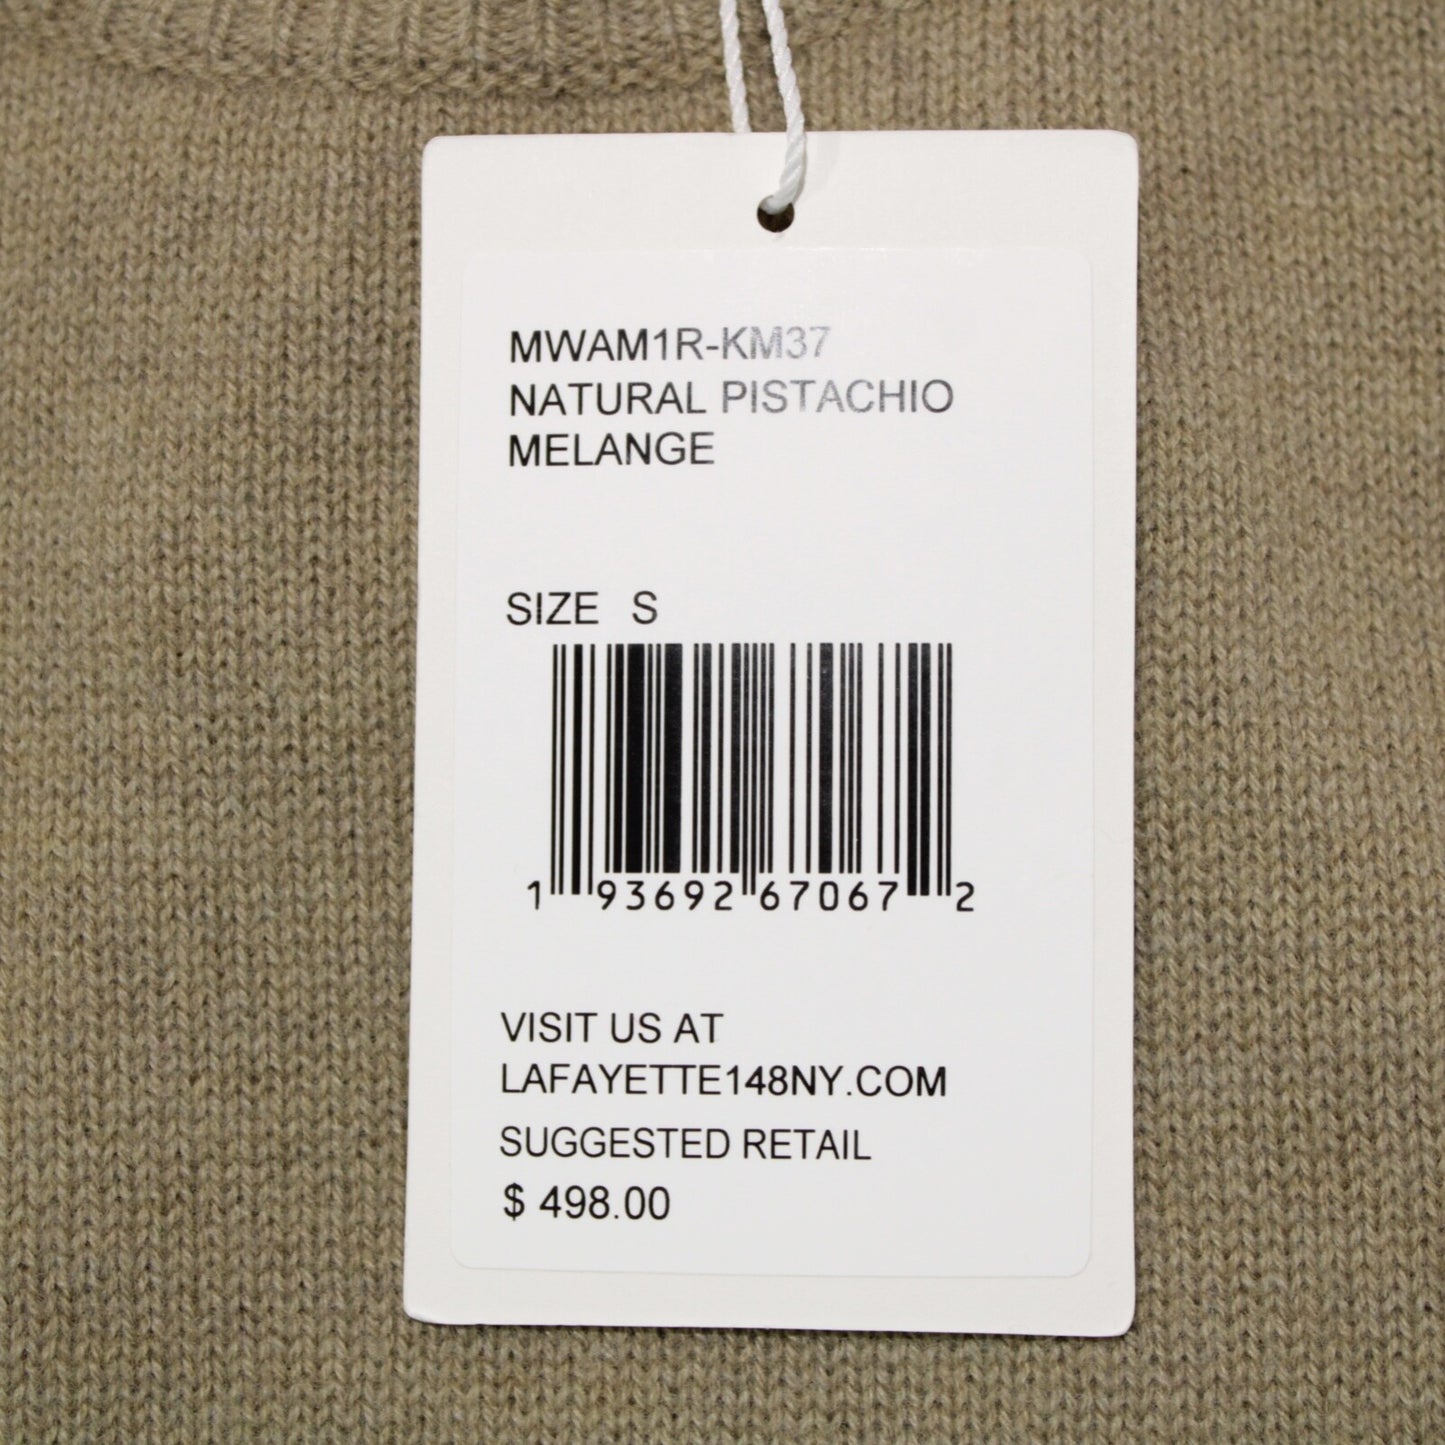 MWAM1R-KM37
NATURAL PISTACHIO
MELANGE
SIZE S
1 93692 67067 2
VISIT US AT
LAFAYETTE148NY.COM
SUGGESTED RETAIL
$ 498.00